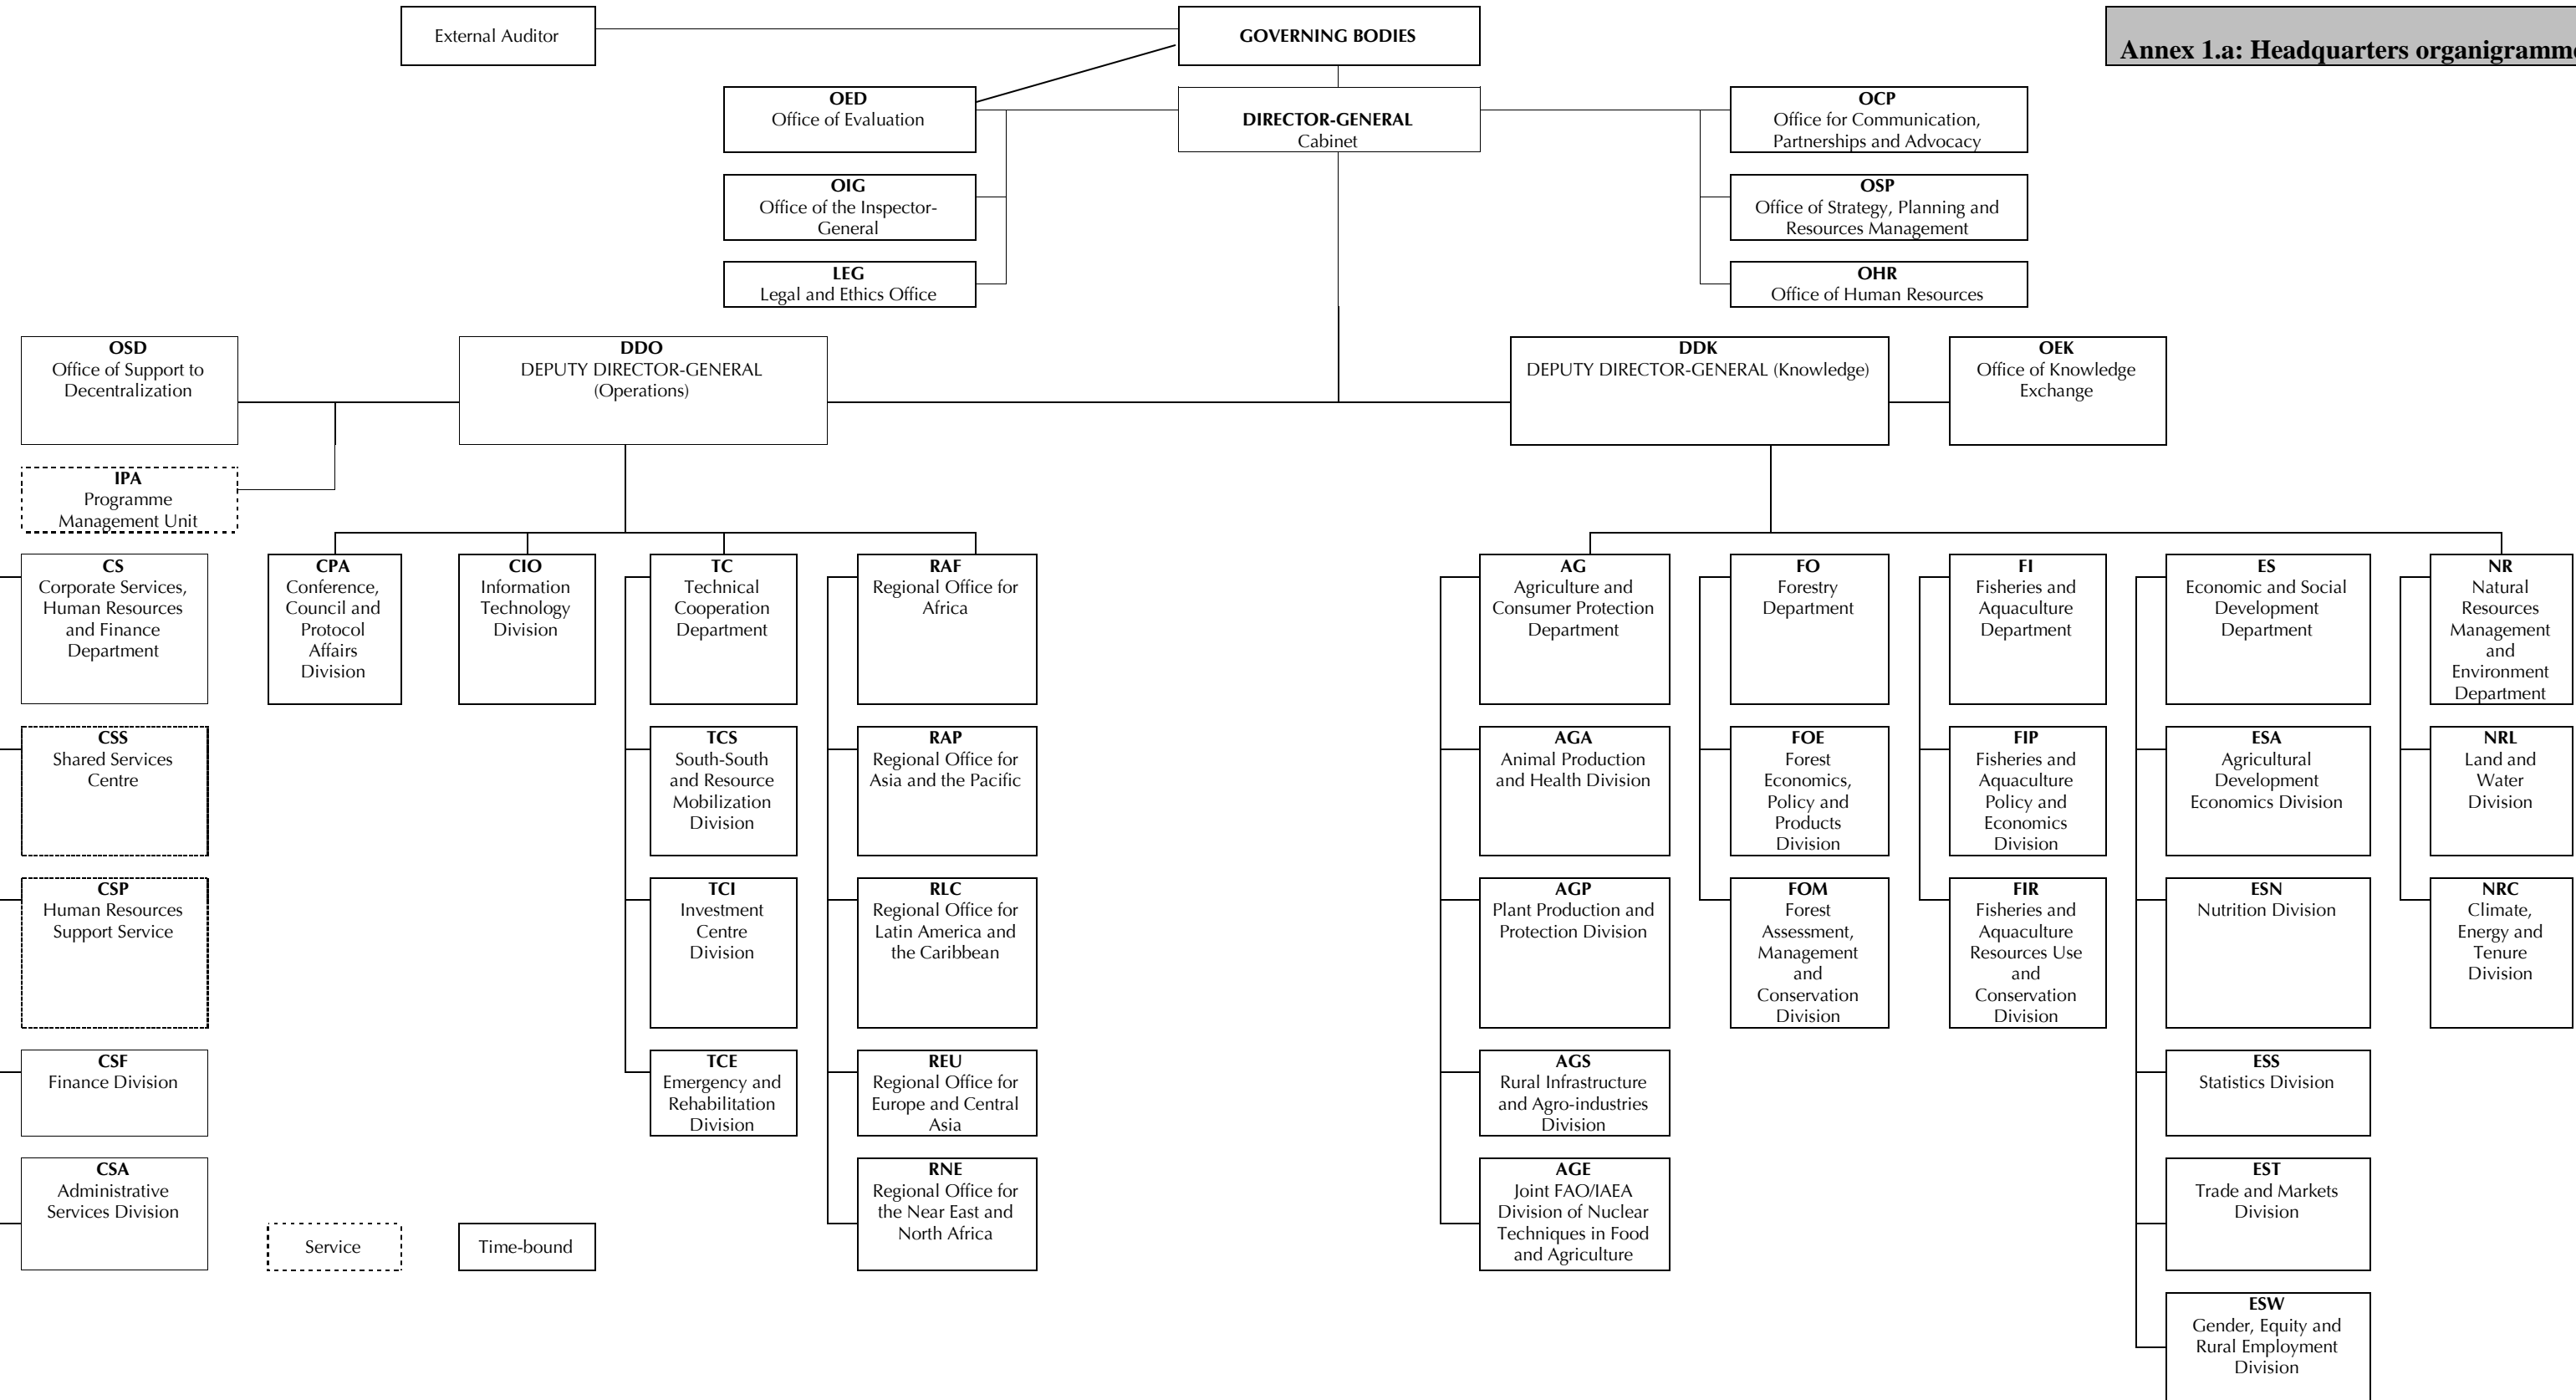 External Auditor
GOVERNING BODIES
Annex 1.a: Headquarters organigramme
OED
Office of Evaluation
DIRECTOR-GENERAL
Cabinet
OCP
Office for Communication,
Partnerships and Advocacy
OIG
Office of the Inspector-
General
OSP
Office of Strategy, Planning and
Resources Management
LEG
Legal and Ethics Office
OHR
Office of Human Resources
OSD
Office of Support to
Decentralization
DDO
DEPUTY DIRECTOR-GENERAL
(Operations)
DDK
DEPUTY DIRECTOR-GENERAL (Knowledge)
OEK
Office of Knowledge
Exchange
IPA
Programme
Management Unit
CS
Corporate Services,
Human Resources
and Finance
Department
CPA
Conference,
Council and
Protocol
Affairs
Division
CIO
Information
Technology
Division
TC
Technical
Cooperation
Department
RAF
Regional Office for
Africa
AG
Agriculture and
Consumer Protection
Department
FO
Forestry
Department
FI
Fisheries and
Aquaculture
Department
ES
Economic and Social
Development
Department
NR
Natural
Resources
Management
and
Environment
Department
CSS
Shared Services
Centre
TCS
South-South
and Resource
Mobilization
Division
RAP
Regional Office for
Asia and the Pacific
AGA
Animal Production
and Health Division
FOE
Forest
Economics,
Policy and
Products
Division
FIP
Fisheries and
Aquaculture
Policy and
Economics
Division
ESA
Agricultural
Development
Economics Division
NRL
Land and
Water
Division
CSP
Human Resources
Support Service
TCI
Investment
Centre
Division
RLC
Regional Office for
Latin America and
the Caribbean
AGP
Plant Production and
Protection Division
FOM
Forest
Assessment,
Management
and
Conservation
Division
FIR
Fisheries and
Aquaculture
Resources Use
and
Conservation
Division
ESN
Nutrition Division
NRC
Climate,
Energy and
Tenure
Division
CSF
Finance Division
TCE
Emergency and
Rehabilitation
Division
REU
Regional Office for
Europe and Central
Asia
AGS
Rural Infrastructure
and Agro-industries
Division
ESS
Statistics Division
CSA
Administrative
Services Division
Service
Time-bound
RNE
Regional Office for
the Near East and
North Africa
AGE
Joint FAO/IAEA
Division of Nuclear
Techniques in Food
and Agriculture
EST
Trade and Markets
Division
ESW
Gender, Equity and
Rural Employment
Division